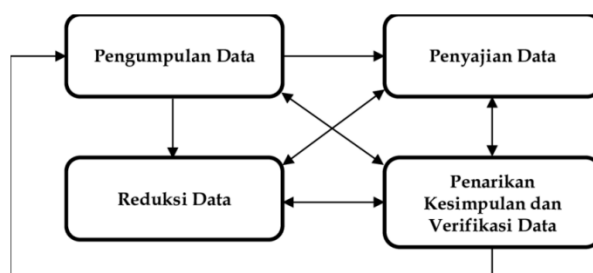 Pengumpulan Data
Penyajian Data
Reduksi Data
Penarikan
Kesimpulan dan
Verifikasi Data